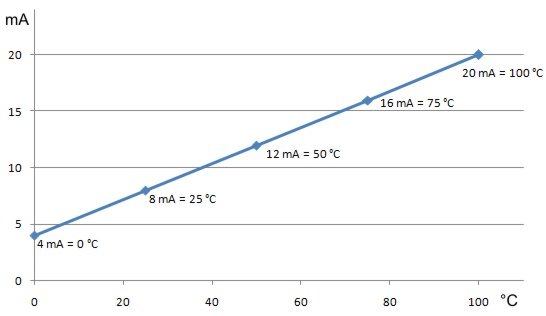 mA
20
20 mA = 100 °C
16 mA = 75 °C
15
12 mA = 50 °C
10
8 mA = 25 °C
5
4 mA = 0 °C
0
0 20 40 60 80 100 °C